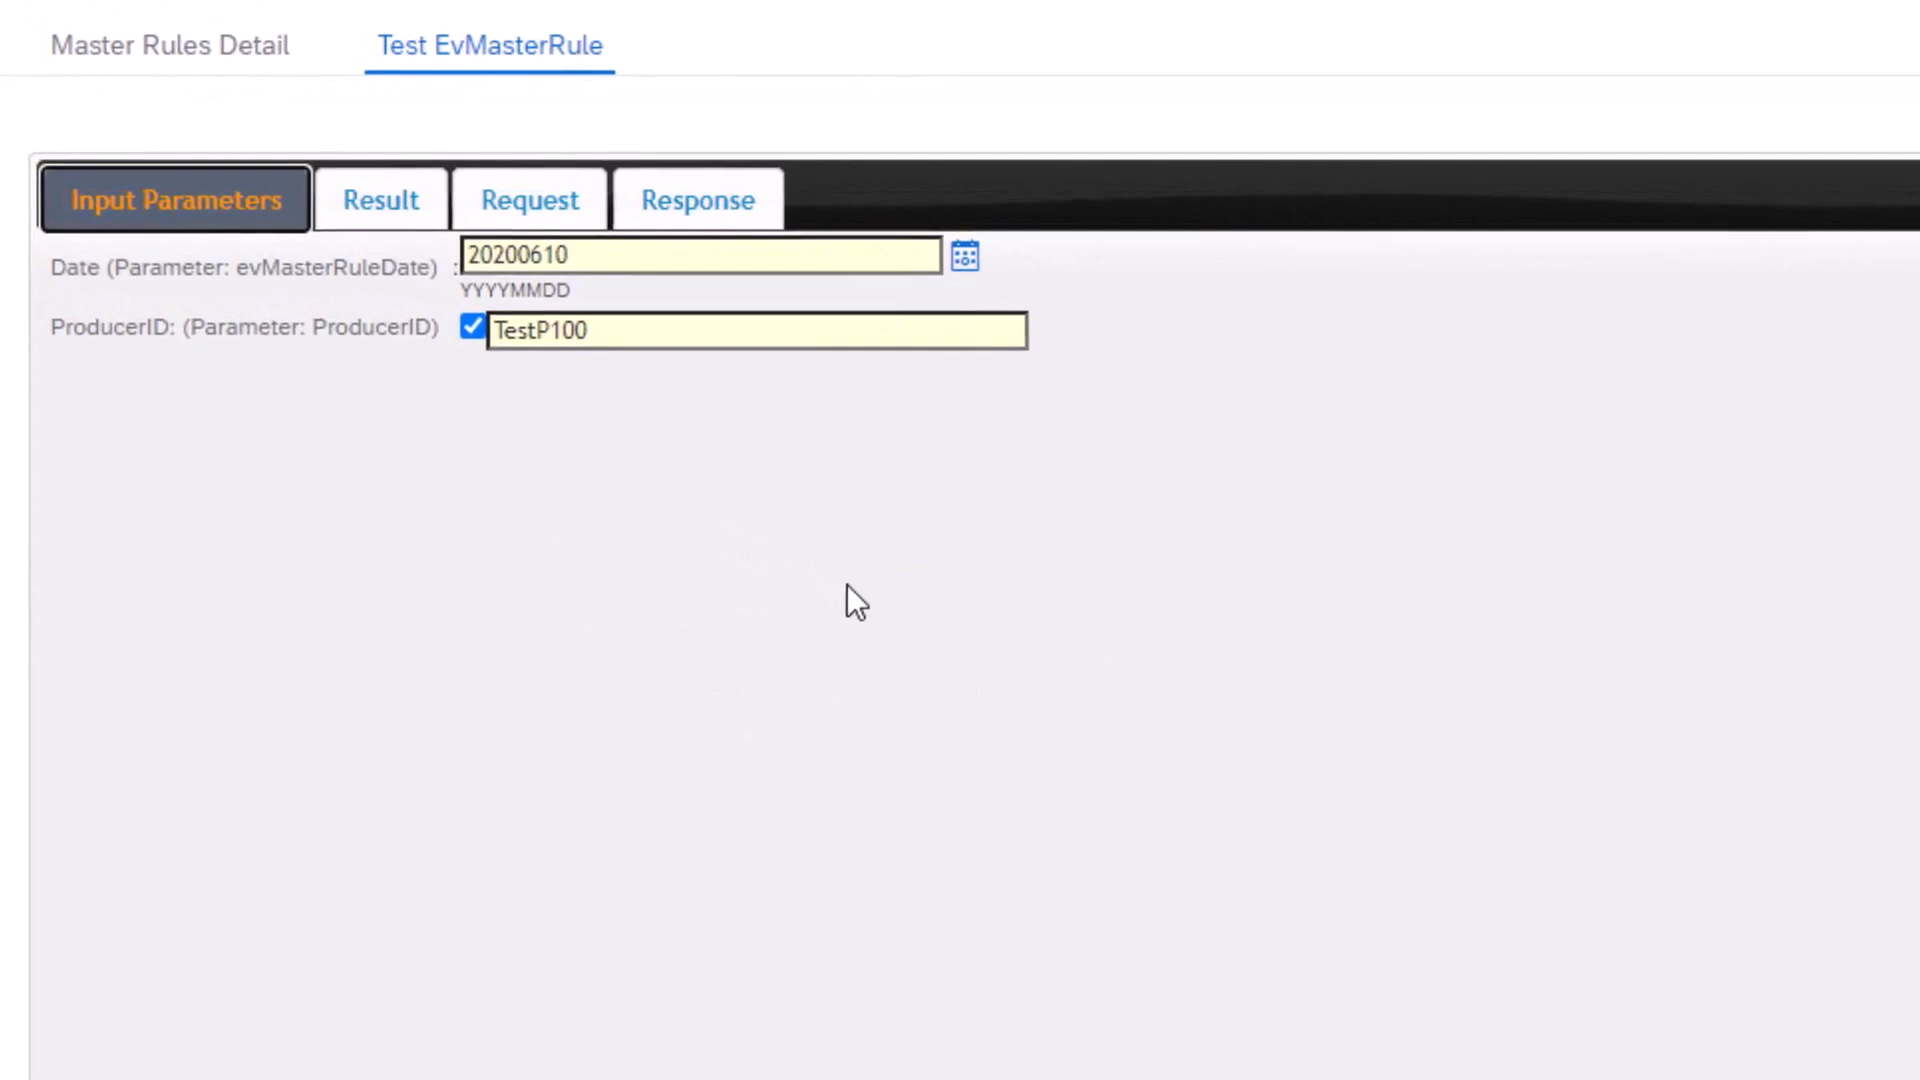 Master Rules Detail Test EvMasterRule
Input Parameters Result Request Response
Date (Parameter: evMasterRuleDate) : 20200610
YYYYMMDD
ProducerID: (Parameter: ProducerID) TestP100